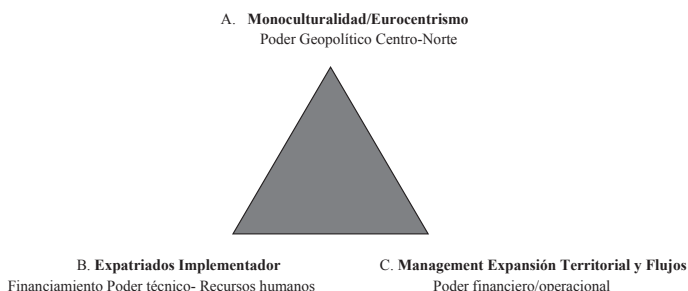 A. Monoculturalidad/Eurocentrismo
Poder Geopolítico Centro-Norte
B. Expatriados Implementador
Financiamiento Poder técnico- Recursos humanos
C. Management Expansión Territorial y Flujos
Poder financiero/operacional